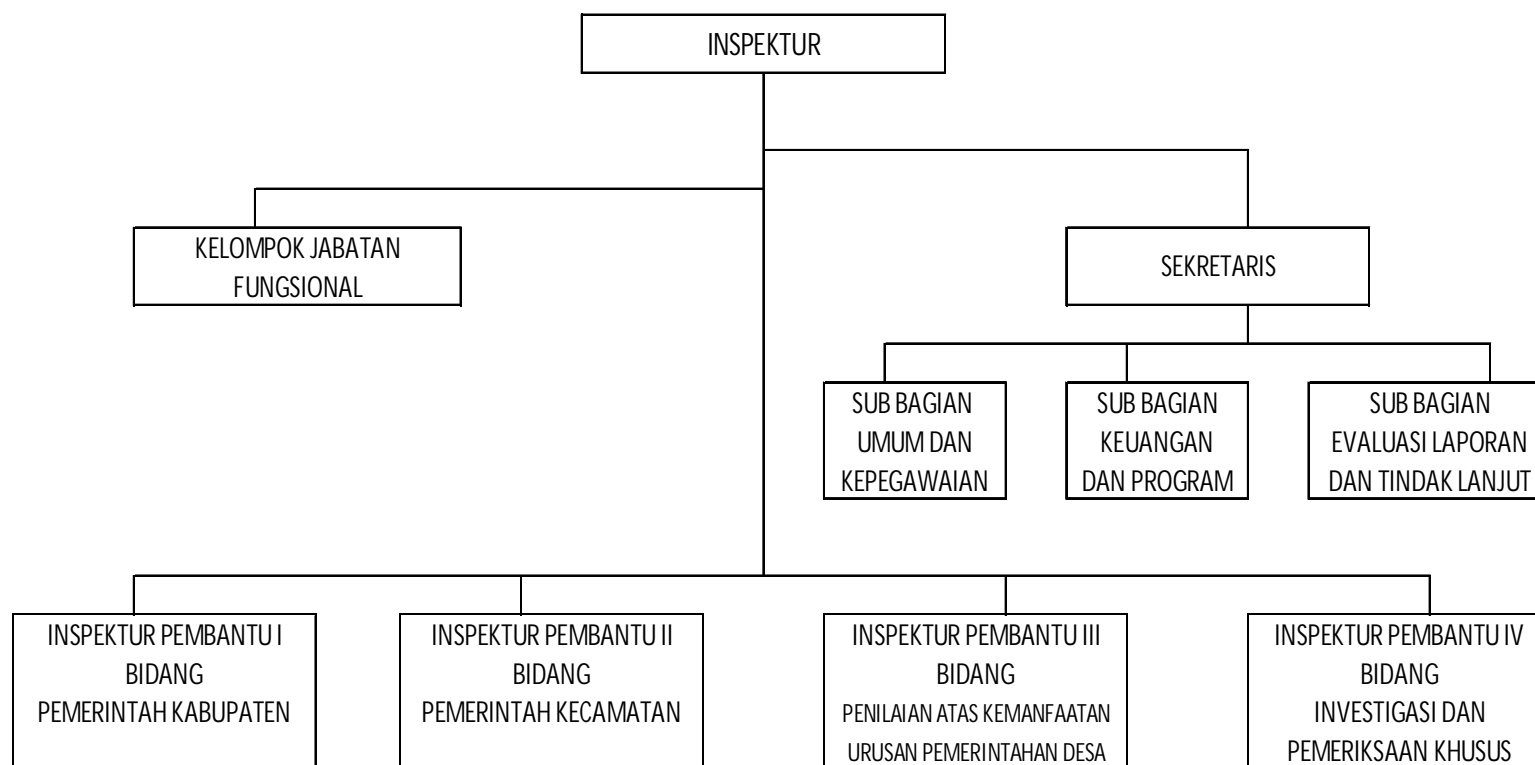 INSPEKTUR
KELOMPOK JABATAN
FUNGSIONAL
SEKRETARIS
SUB BAGIAN
UMUM DAN
KEPEGAWAIAN
SUB BAGIAN
KEUANGAN
DAN PROGRAM
SUB BAGIAN
EVALUASI LAPORAN
DAN TINDAK LANJUT
INSPEKTUR PEMBANTU I
BIDANG
PEMERINTAH KABUPATEN
INSPEKTUR PEMBANTU II
BIDANG
PEMERINTAH KECAMATAN
INSPEKTUR PEMBANTU III
BIDANG
PENILAIAN ATAS KEMANFAATAN
URUSAN PEMERINTAHAN DESA
INSPEKTUR PEMBANTU IV
BIDANG
INVESTIGASI DAN
PEMERIKSAAN KHUSUS